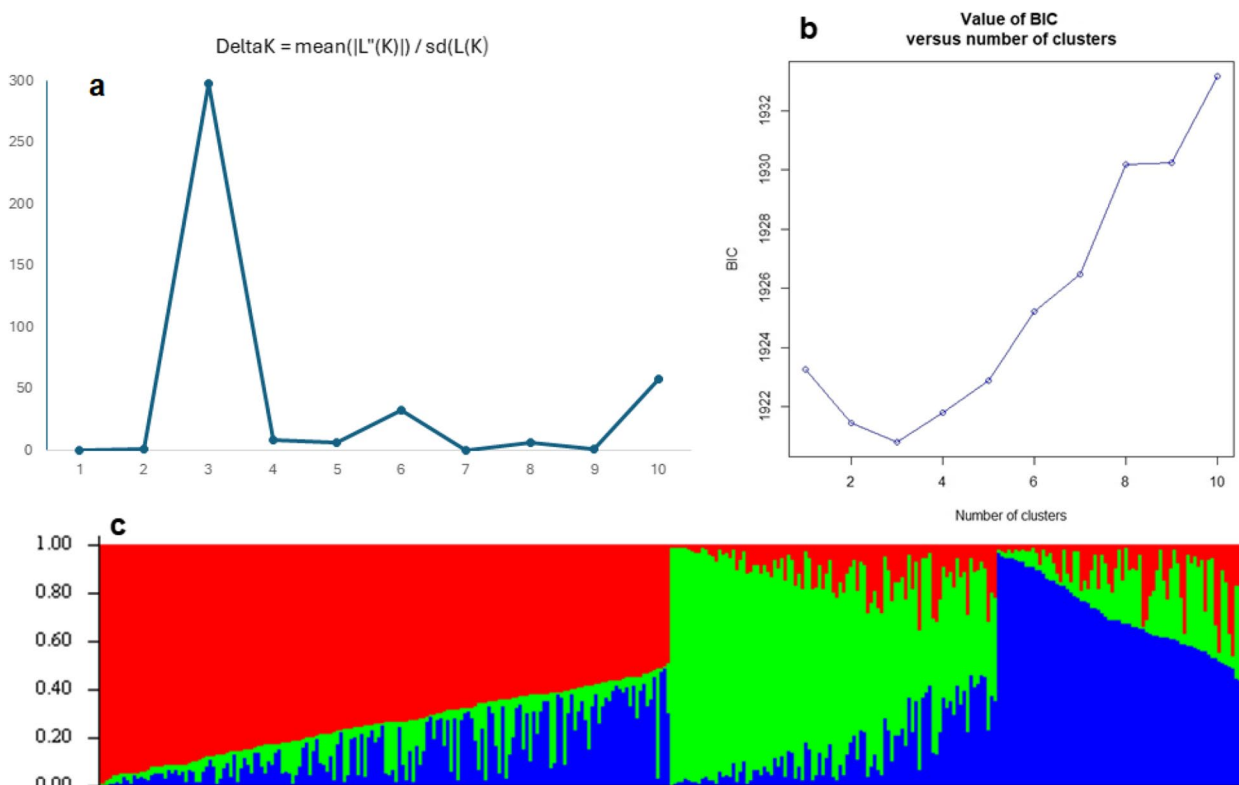 DeltaK = mean(|L"(K)|) / sd(L(K)
a
300
250
200
150
100
50
0
1 2 3 4 5 6 7 8 9 10
b
Value of BIC
versus number of clusters
BIC
1932
1930
1928
1926
1924
1922
2 4 6 8 10
Number of clusters
c
1.00
0.80
0.60
0.40
0.20
0.00